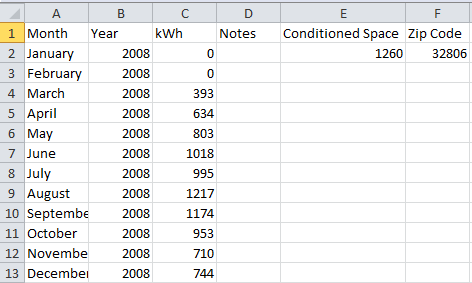 A B C D E F
1 Month Year kWh Notes Conditioned Space Zip Code
2 January 2008 0 1260 32806
3 February 2008 0
4 March 2008 393
5 April 2008 634
6 May 2008 803
7 June 2008 1018
8 July 2008 995
9 August 2008 1217
10 Septembe 2008 1174
11 October 2008 953
12 Novembe 2008 710
13 December 2008 744